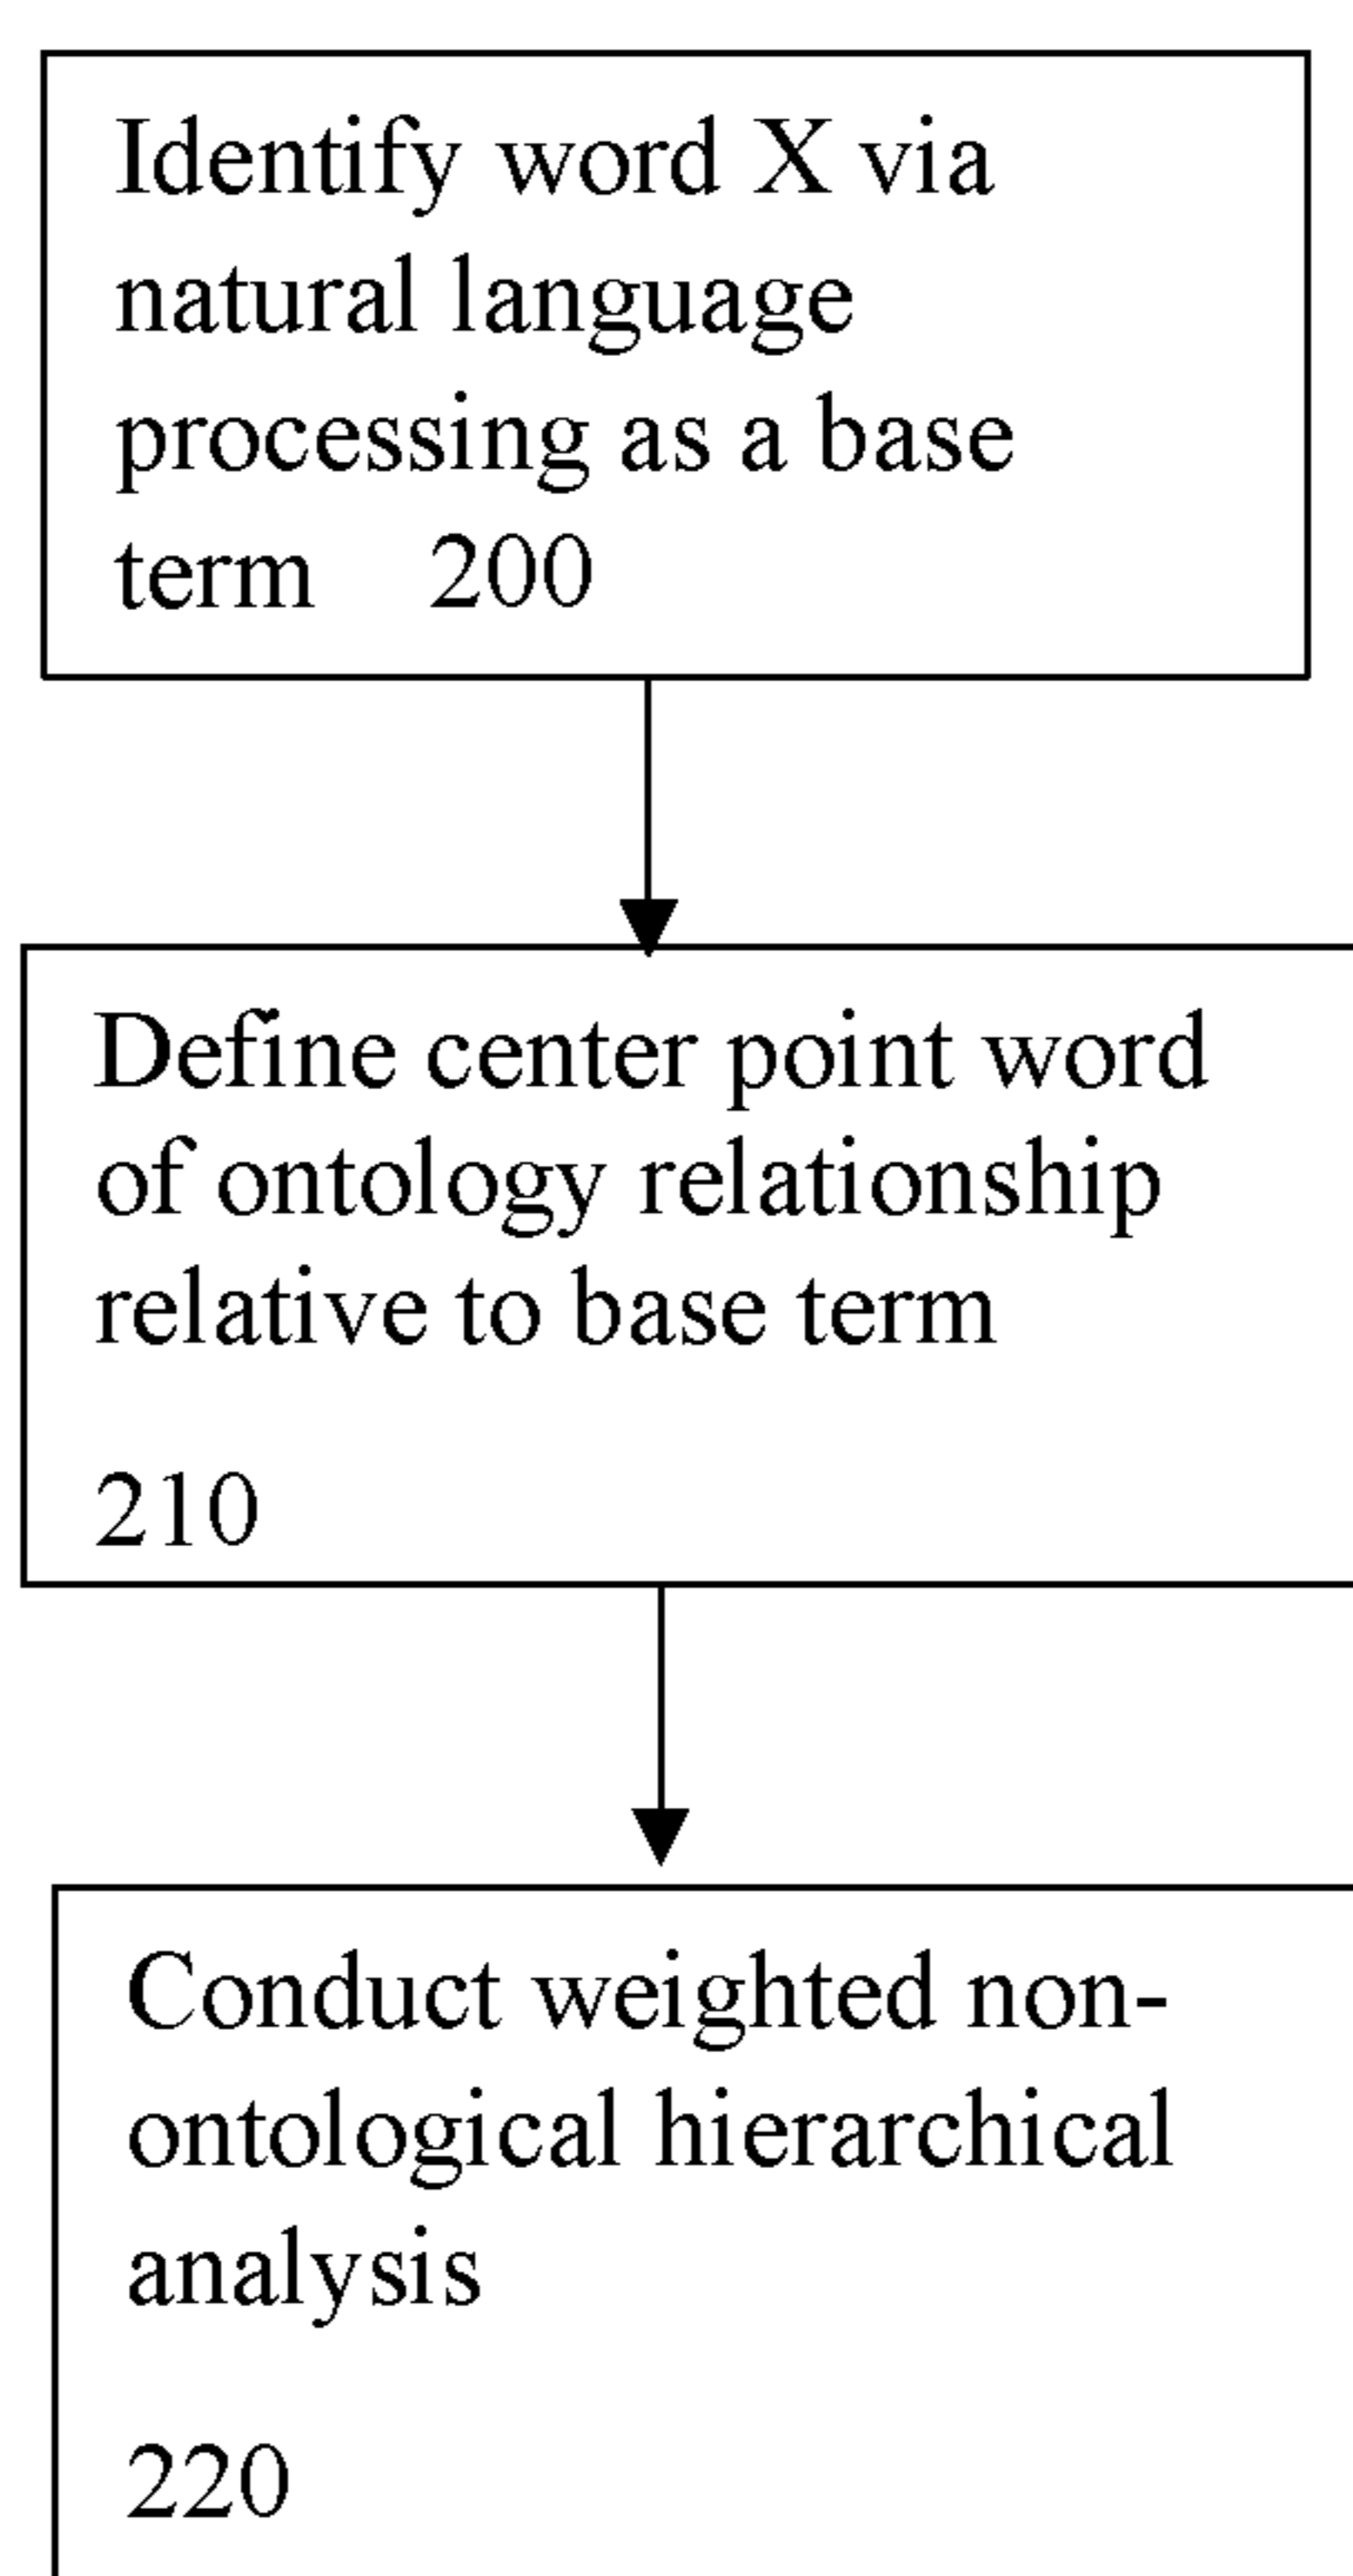 Identify word X via
natural language
processing as a base
term 200
Define center point word
of ontology relationship
relative to base term
210
Conduct weighted non-
ontological hierarchical
analysis
220